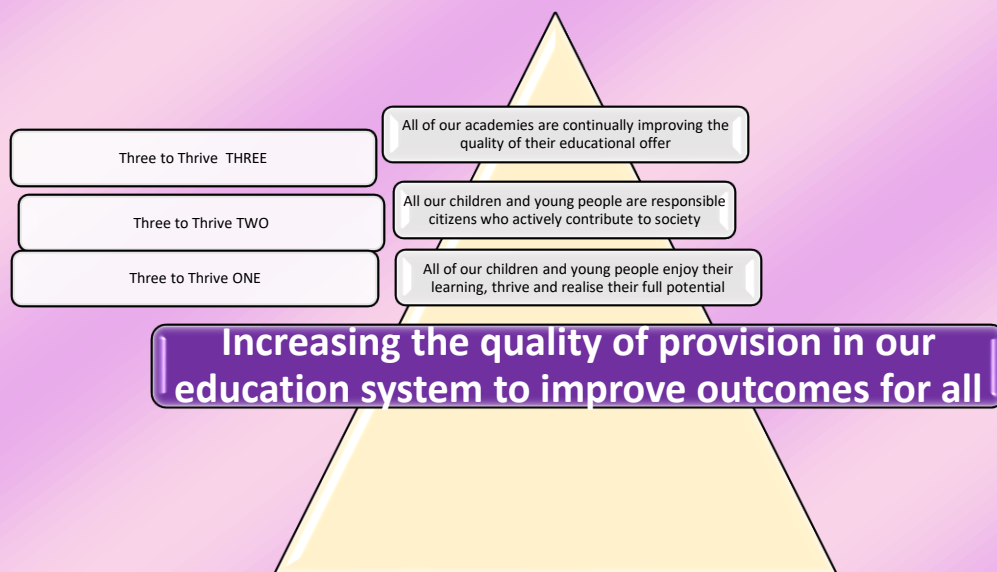 Three to Thrive  THREE
All of our academies are continually improving the
quality of their educational offer
Three to Thrive TWO
All our children and young people are responsible
citizens who actively contribute to society
Three to Thrive ONE
All of our children and young people enjoy their
learning, thrive and realise their full potential
Increasing the quality of provision in our
education system to improve outcomes for all